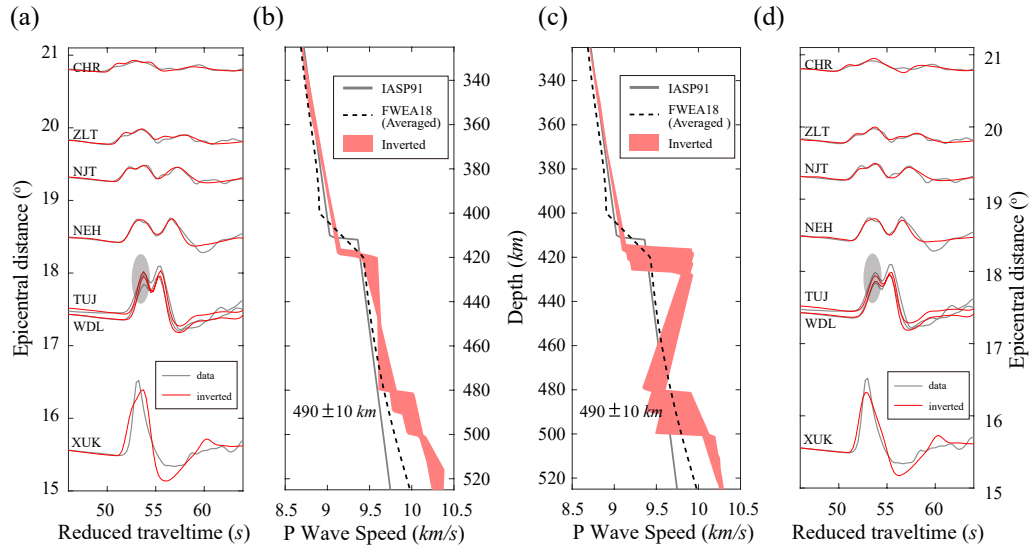 (a)
(b)
(c)
(d)
21
20
19
18
17
16
15
Epicentral distance (º)
CHR
ZLT
NJT
NEH
TUJ
WDL
XUK
data
inverted
50
55
60
Reduced traveltime (s)
IASP91
FWEA18
(Averaged)
Inverted
490±10 km
8.5
9
9.5
10
10.5
P Wave Speed (km/s)
340
360
380
400
420
440
460
480
500
520
Depth (km)
340
360
380
400
420
440
460
480
500
520
IASP91
FWEA18
(Averaged )
Inverted
490±10 km
8.5
9
9.5
10
10.5
P Wave Speed (km/s)
CHR
ZLT
NJT
NEH
TUJ
WDL
XUK
data
inverted
50
55
60
Reduced traveltime (s)
21
20
19
18
17
16
15
Epicentral distance (º)